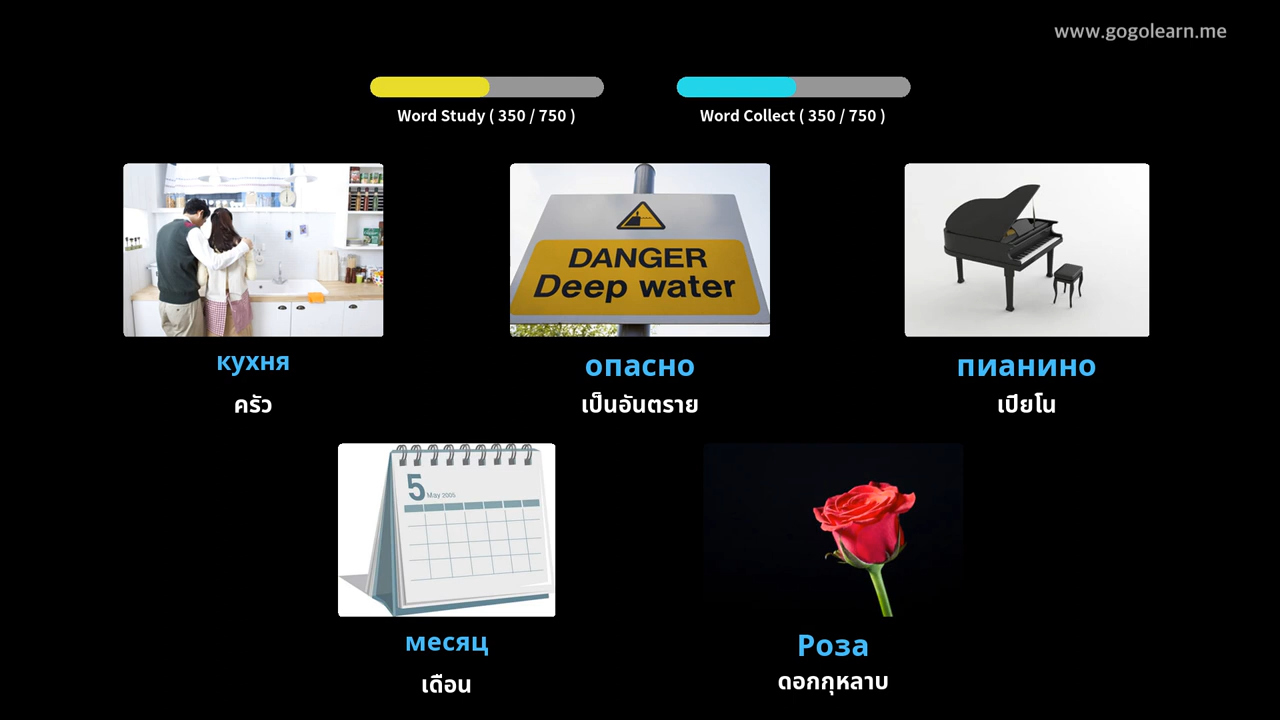 www.gogolearn.me
Word Study ( 350 / 750 )
Word Collect ( 350 / 750 )
DANGER
Deep water
кухня
опасно
пианино
ครัว
เป็นอันตราย
เปียโน
5 May 2005
месяц
Роза
เดือน
ดอกกุหลาบ